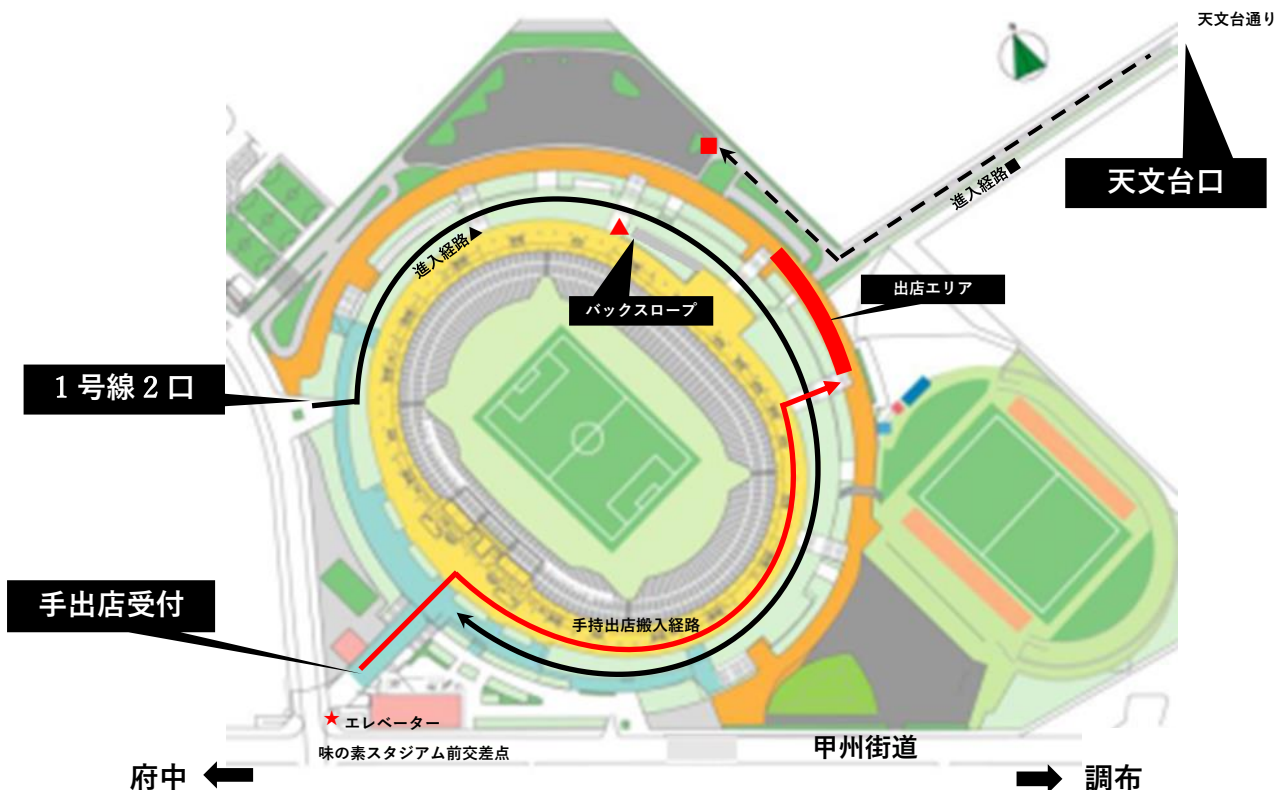 天文台通り
天文台口
進入経路■
進入経路▲
バックスロープ
出店エリア
1号線2口
手出店受付
手持出店搬入経路
★ エレベーター
味の素スタジアム前交差点
甲州街道
府中
調布